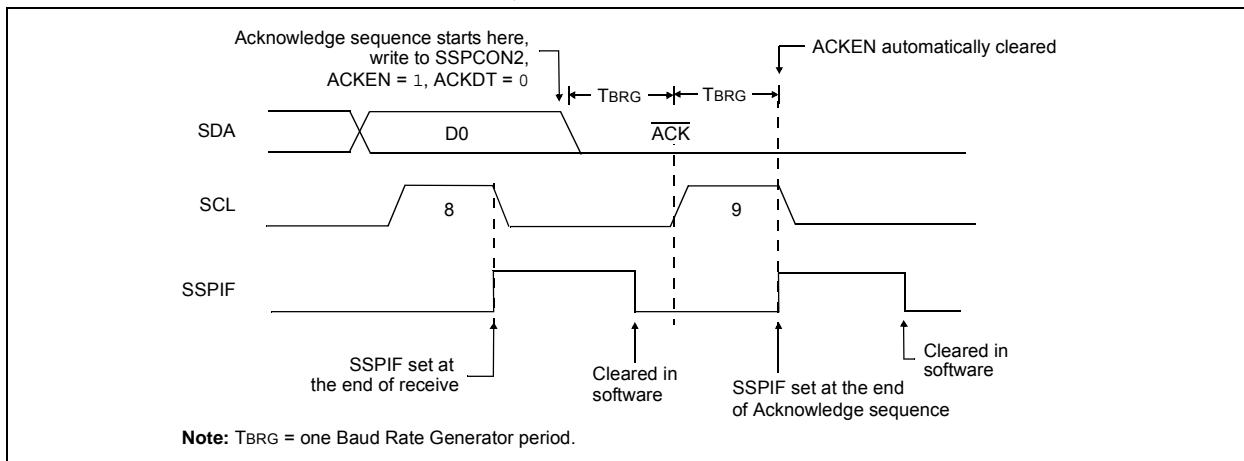 Acknowledge sequence starts here,
write to SSPCON2,
ACKEN = 1, ACKDT = 0
ACKEN automatically cleared
TBRG
TBRG
SDA
D0
ACK
SCL
8
9
SSPIF
SSPIF set at
the end of receive
Cleared in
software
SSPIF set at the end
of Acknowledge sequence
Cleared in
software
Note: TBRG = one Baud Rate Generator period.